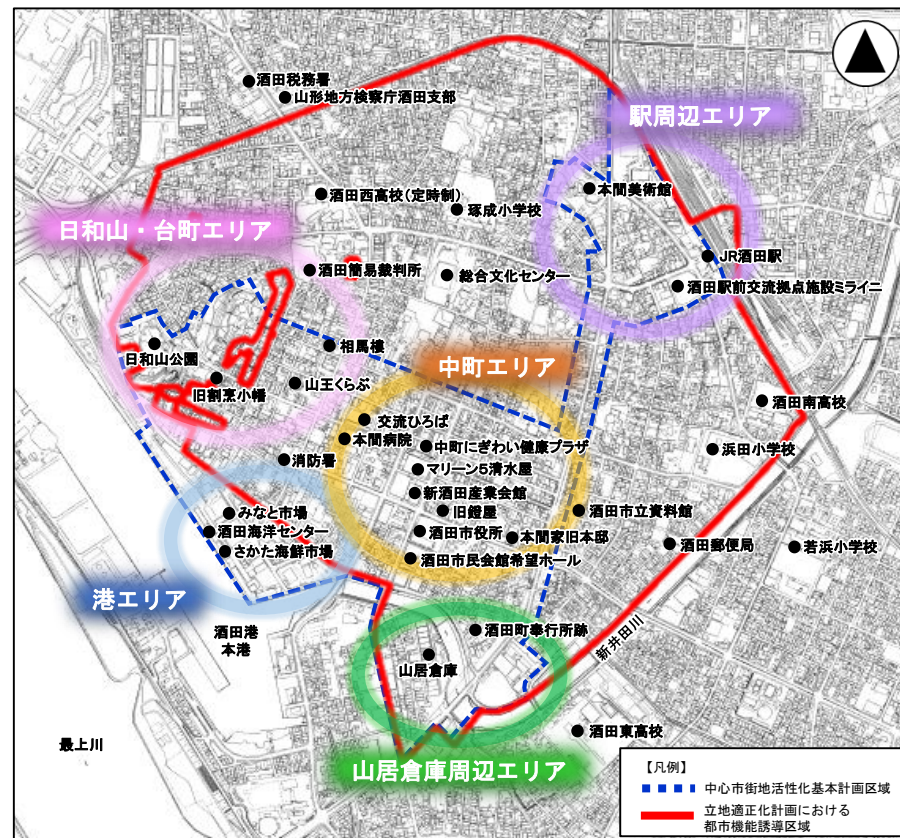 酒田税務署
山形地方検察庁酒田支部
駅周辺エリア
本間美術館
酒田西高校(定時制)
琢成小学校
日和山・台町エリア
JR酒田駅
酒田簡易裁判所
総合文化センター
酒田駅前交流拠点施設ミライニ
日和山公園
相馬樓
中町エリア
旧割烹小幡
山王くらぶ
酒田南高校
交流ひろば
本間病院
中町にぎわい健康プラザ
浜田小学校
消防署
マリーン5清水屋
新酒田産業会館
みなと市場
旧鐙屋
酒田市立資料館
酒田海洋センター
酒田市役所
本間家旧本邸
さかた海鮮市場
酒田市民会館希望ホール
酒田郵便局
若浜小学校
港エリア
酒田港
本港
酒田町奉行所跡
新井田川
山居倉庫
最上川
酒田東高校
山居倉庫周辺エリア
【凡例】
中心市街地活性化基本計画区域
立地適正化計画における
都市機能誘導区域